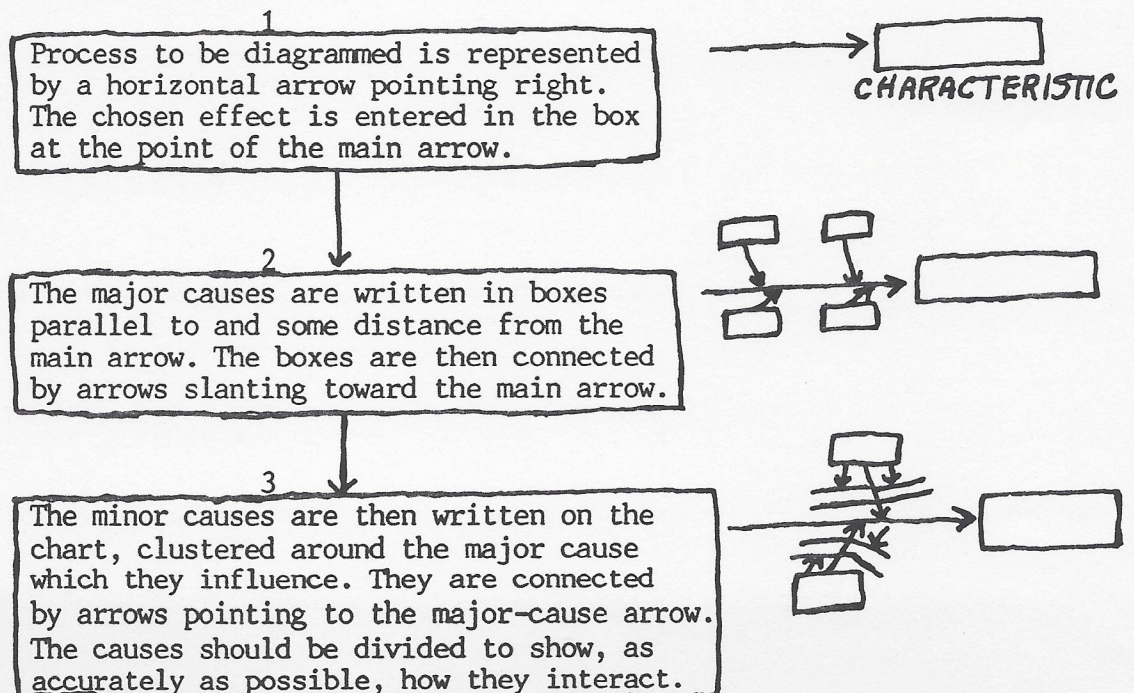 1
Process to be diagrammed is represented
by a horizontal arrow pointing right.
The chosen effect is entered in the box
at the point of the main arrow.
CHARACTERISTIC
2
The major causes are written in boxes
parallel to and some distance from the
main arrow. The boxes are then connected
by arrows slanting toward the main arrow.
3
The minor causes are then written on the
chart, clustered around the major cause
which they influence. They are connected
by arrows pointing to the major-cause arrow.
The causes should be divided to show, as
accurately as possible, how they interact.